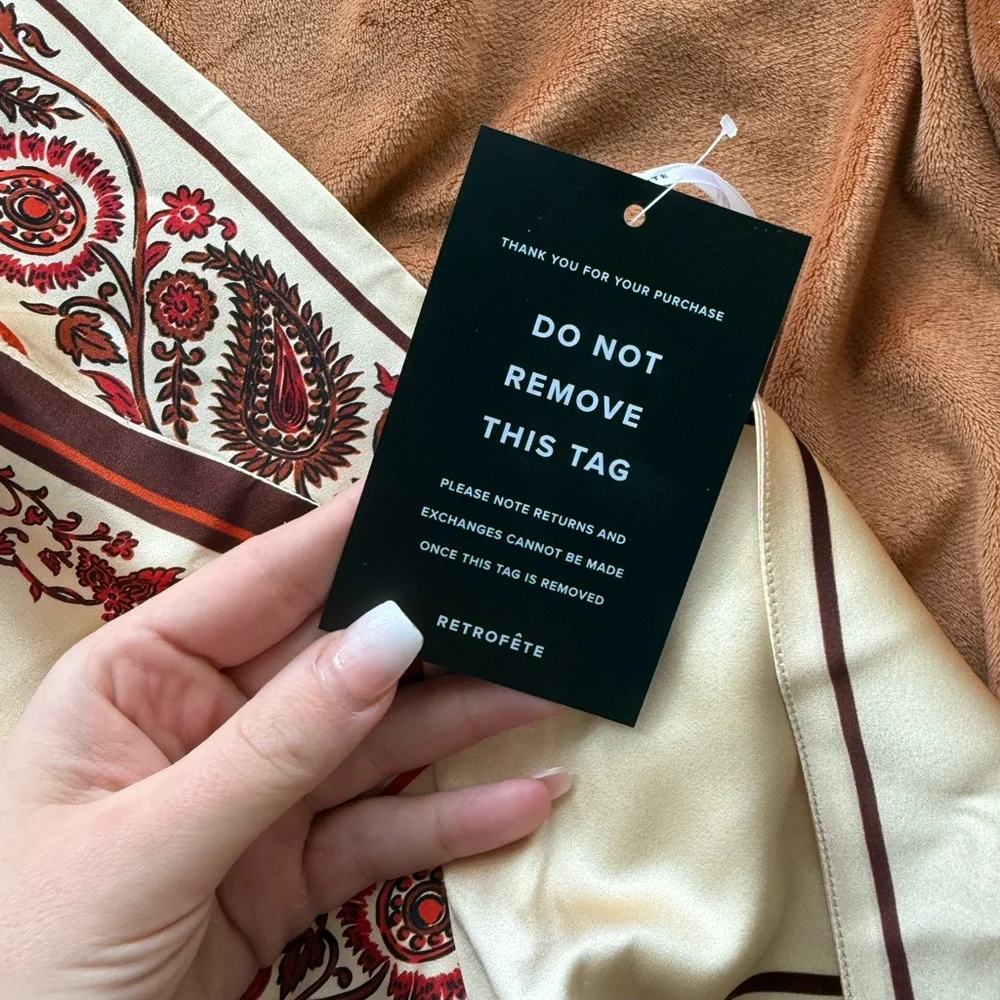 THANK YOU FOR YOUR PURCHASE
DO NOT
REMOVE
THIS TAG
PLEASE NOTE RETURNS AND
EXCHANGES CANNOT BE MADE
ONCE THIS TAG IS REMOVED
RETROFÊTE